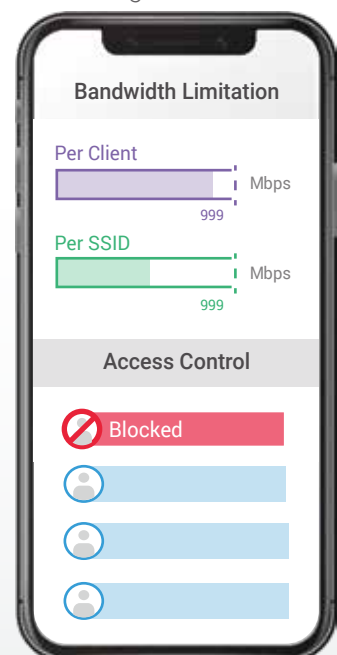 Bandwidth Limitation
Per Client
Mbps
999
Per SSID
Mbps
999
Access Control
Blocked